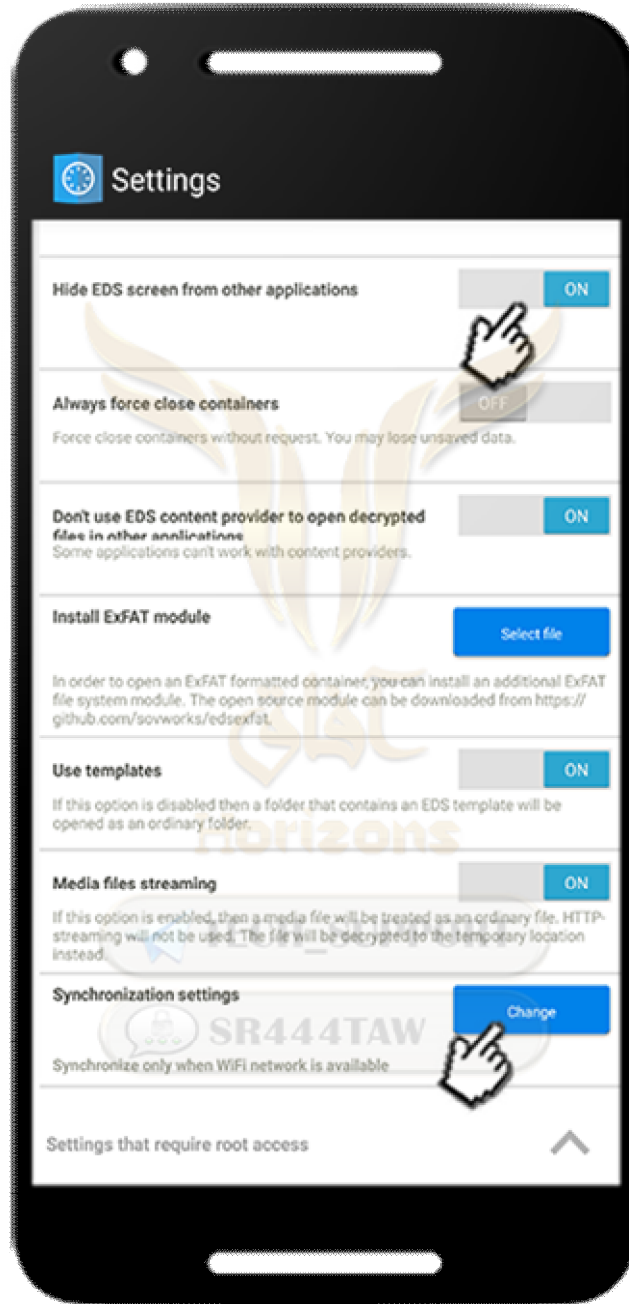 Settings
Hide EDS screen from other applications
ON
Always force close containers
OFF
Force close containers without request. You may lose unsaved data.
Don't use EDS content provider to open decrypted
ON
files in other applications
Some applications can't work with content providers.
Install ExFAT module
Select file
In order to open an ExFAT formatted container, you can install an additional ExFAT
file system module. The open source module can be downloaded from https://
github.com/sovworks/edsexfat.
آفاق
Use templates
ON
If this option is disabled then a folder that contains an EDS template will be
opened as an ordinary folder.
Horizons
Media files streaming
ON
If this option is enabled, then a media file will be treated as an ordinary file. HTTP-
streaming will not be used. The file will be decrypted to the temporary location
instead.
Synchronization settings
Change
SR444TAW
Synchronize only when WiFi network is available
Settings that require root access